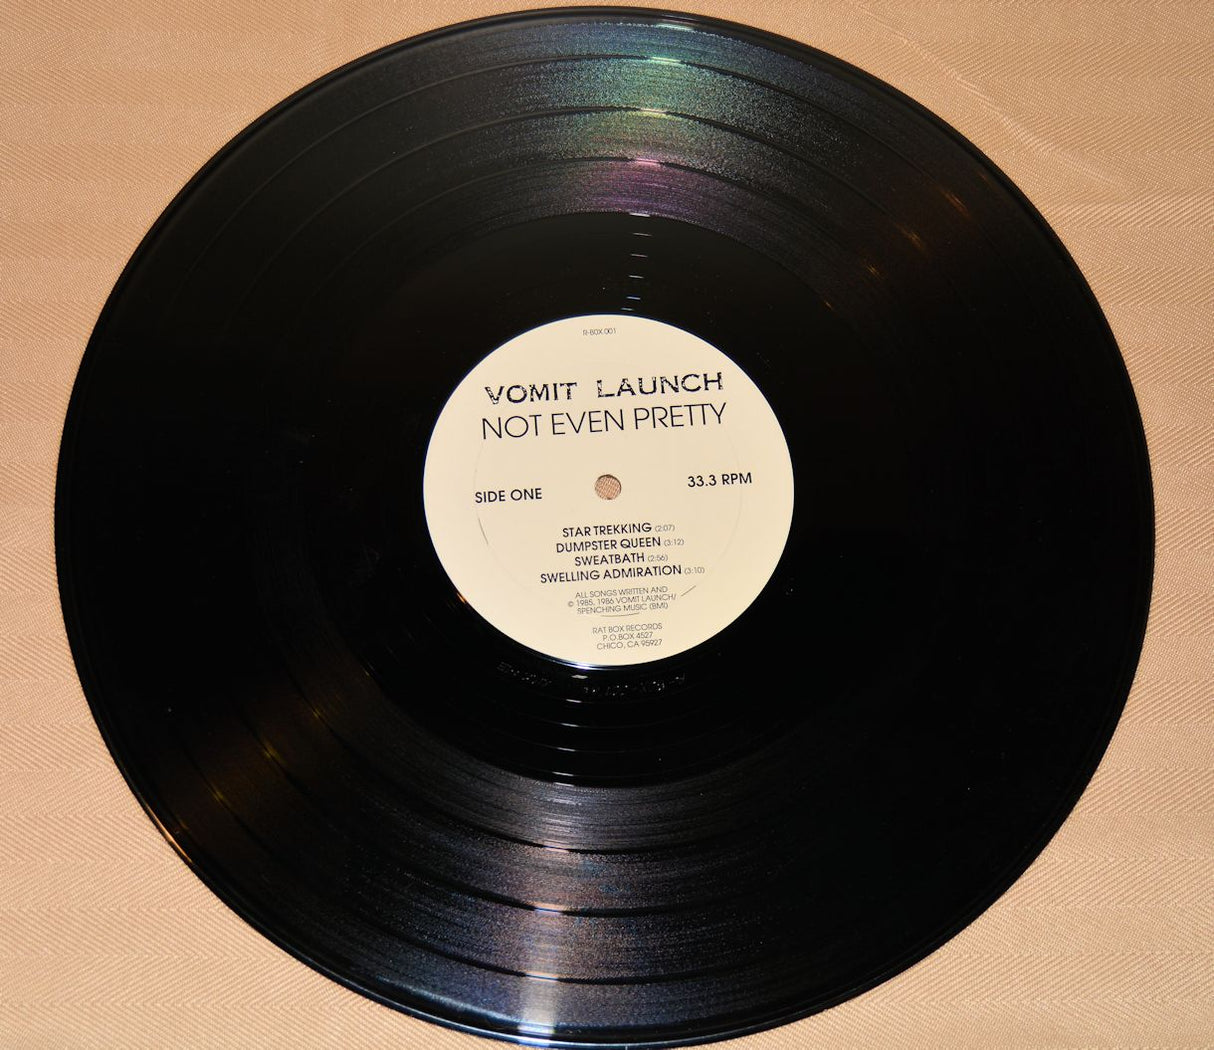 R-BOX.001
VOMIT LAUNCH
NOT EVEN PRETTY
SIDE ONE 33.3 RPM
STAR TREKKING (2:07)
DUMPSTER QUEEN (3:12)
SWEATBATH (2:56)
SWELLING ADMIRATION (3:10)
ALL SONGS WRITTEN AND
© 1985, 1986 VOMIT LAUNCH/
SPENCHING MUSIC (BMI)
RAT BOX RECORDS
P.O.BOX 4527
CHICO, CA 95927